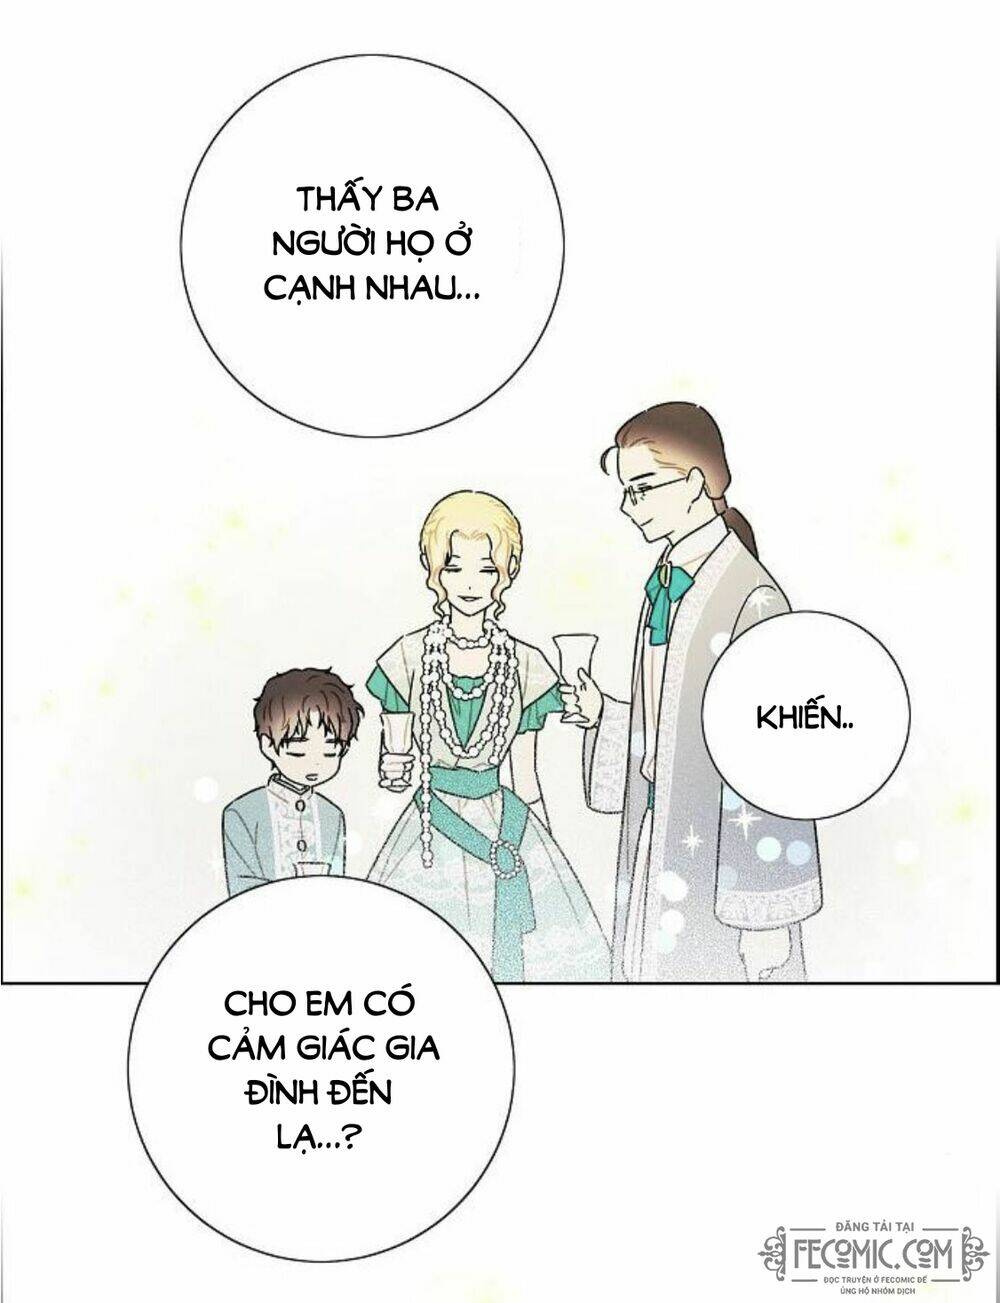 THẤY BA
NGƯỜI HỌ Ở
CẠNH NHAU...
KHIẾN..
CHO EM CÓ
CẢM GIÁC GIA
ĐÌNH ĐẾN
LẠ...?
ĐĂNG TẢI TẠI
FECOMIC.COM
ĐỌC TRUYỆN Ở FECOMIC ĐỂ
ỦNG HỘ NHÓM DỊCH